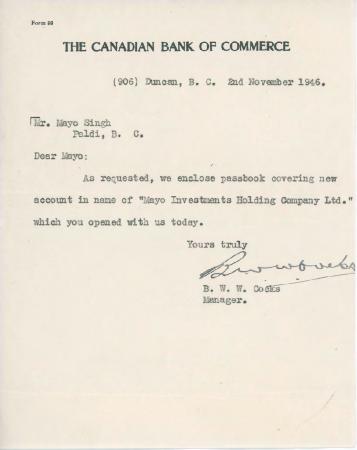 Form 98
THE CANADIAN BANK OF COMMERCE
(906) Duncan, B. C. 2nd November 1946.
Mr. Mayo Singh
Paldi, B. C.
Dear Mayo:
As requested, we enclose passbook covering new
account in name of "Mayo Investments Holding Company Ltd."
which you opened with us today.
Yours truly
B. W. W. Cocks
Manager.